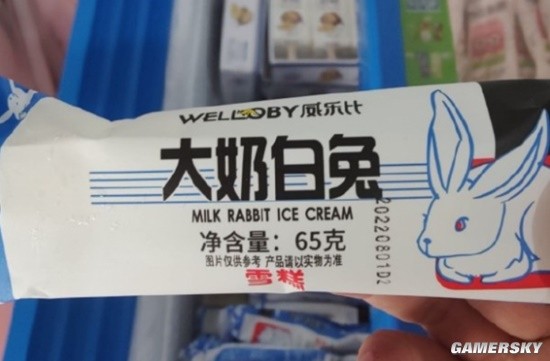 WELLOBY威乐比
大奶白兔
MILK RABBIT ICE CREAM
净含量：65克
图片仅供参考 产品请以实物为准
雪糕
20220801D2
GAMERSKY